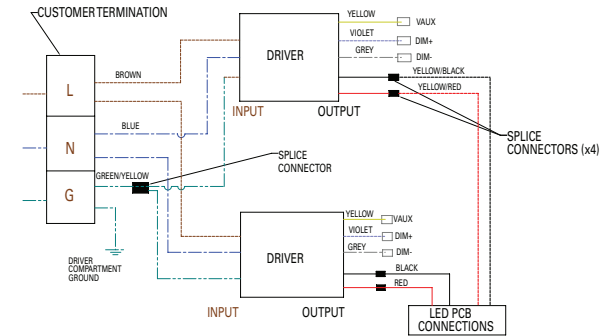 CUSTOMER TERMINATION
YELLOW
VAUX
VIOLET
DIM+
GREY
DIM-
DRIVER
YELLOW/BLACK
YELLOW/RED
BROWN
L
INPUT
OUTPUT
BLUE
N
SPLICE
CONNECTORS (x4)
SPLICE
CONNECTOR
GREEN/YELLOW
G
YELLOW
VAUX
VIOLET
DIM+
GREY
DIM-
DRIVER
BLACK
RED
DRIVER
COMPARTMENT
GROUND
INPUT
OUTPUT
LED PCB
CONNECTIONS